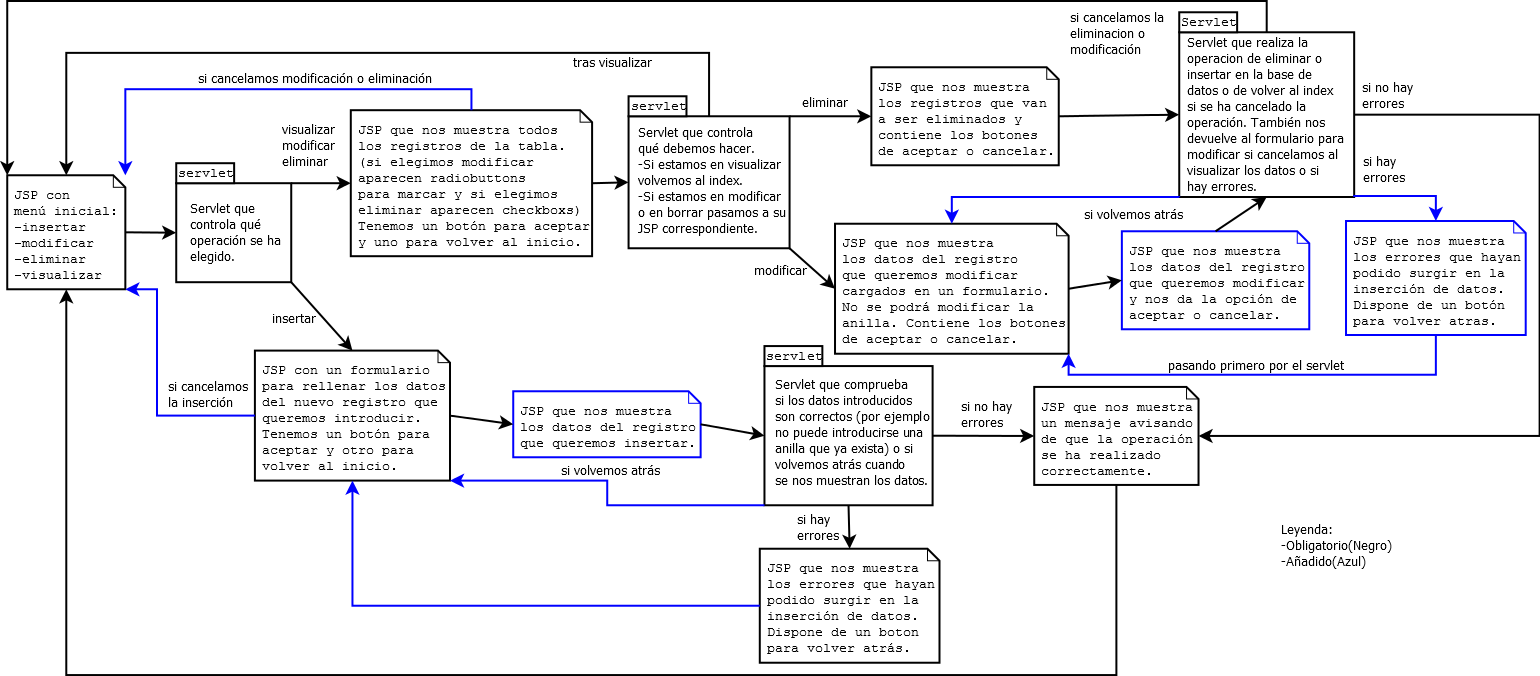 si cancelamos la
eliminacion o
modificación
Servlet
Servlet que realiza la
operacion de eliminar o
insertar en la base de
datos o de volver al index
si se ha cancelado la
operación. También nos
devuelve al formulario para
modificar si cancelamos al
visualizar los datos o si
hay errores.
tras visualizar
si cancelamos modificación o eliminación
si no hay
errores
si hay
errores
eliminar
JSP que nos muestra
los registros que van
a ser eliminados y
contiene los botones
de aceptar o cancelar.
servlet
Servlet que controla
qué debemos hacer.
-Si estamos en visualizar
volvemos al index.
-Si estamos en modificar
o en borrar pasamos a su
JSP correspondiente.
visualizar
modificar
eliminar
JSP que nos muestra todos
los registros de la tabla.
(si elegimos modificar
aparecen radiobuttons
para marcar y si elegimos
eliminar aparecen checkboxs)
Tenemos un botón para aceptar
y uno para volver al inicio.
servlet
Servlet que
controla qué
operación se ha
elegido.
JSP con
menú inicial:
-insertar
-modificar
-eliminar
-visualizar
modificar
JSP que nos muestra
los datos del registro
que queremos modificar
cargados en un formulario.
No se podrá modificar la
anilla. Contiene los botones
de aceptar o cancelar.
si volvemos atrás
JSP que nos muestra
los datos del registro
que queremos modificar
y nos da la opción de
aceptar o cancelar.
JSP que nos muestra
los errores que hayan
podido surgir en la
inserción de datos.
Dispone de un botón
para volver atras.
pasando primero por el servlet
insertar
si cancelamos
la inserción
JSP con un formulario
para rellenar los datos
del nuevo registro que
queremos introducir.
Tenemos un botón para
aceptar y otro para
volver al inicio.
JSP que nos muestra
los datos del registro
que queremos insertar.
si volvemos atrás
servlet
Servlet que comprueba
si los datos introducidos
son correctos (por ejemplo
no puede introducirse una
anilla que ya exista) o si
volvemos atrás cuando
se nos muestran los datos.
si no hay
errores
JSP que nos muestra
un mensaje avisando
de que la operación
se ha realizado
correctamente.
si hay
errores
JSP que nos muestra
los errores que hayan
podido surgir en la
inserción de datos.
Dispone de un boton
para volver atrás.
Leyenda:
-Obligatorio(Negro)
-Añadido(Azul)